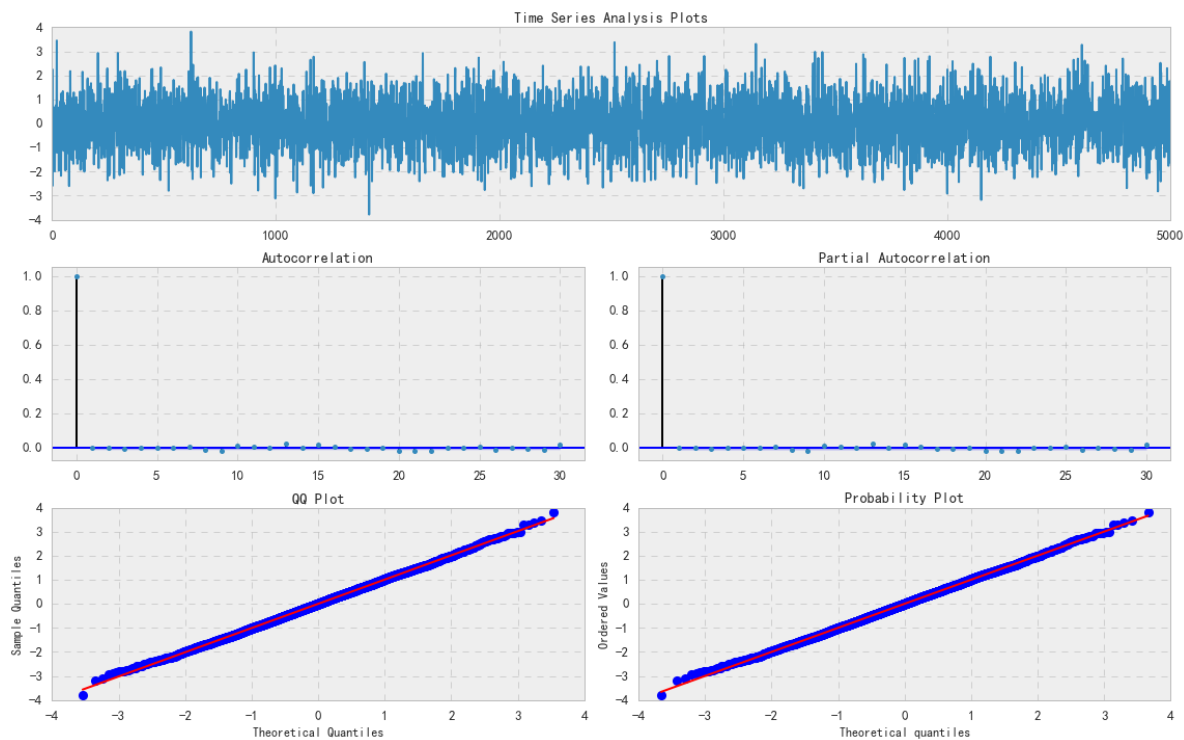 Time Series Analysis Plots
4
3
2
1
0
−1
−2
−3
−4
0 1000 2000 3000 4000 5000
Autocorrelation
1.0
0.8
0.6
0.4
0.2
0.0
0 5 10 15 20 25 30
Partial Autocorrelation
1.0
0.8
0.6
0.4
0.2
0.0
0 5 10 15 20 25 30
QQ Plot
Sample Quantiles
4
3
2
1
0
−1
−2
−3
−4
−4 −3 −2 −1 0 1 2 3 4
Theoretical Quantiles
Probability Plot
Ordered Values
4
3
2
1
0
−1
−2
−3
−4
−4 −3 −2 −1 0 1 2 3 4
Theoretical quantiles